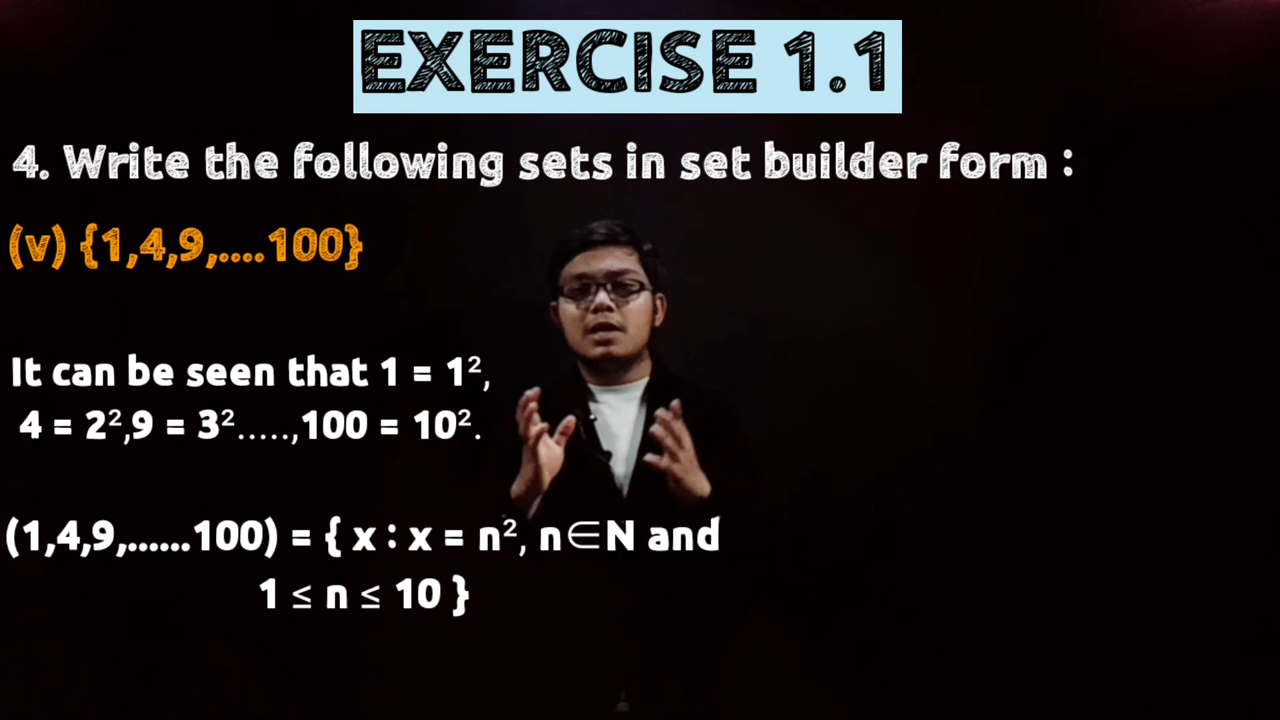 EXERCISE 1.1
4. Write the following sets in set builder form :
(v) {1,4,9,....100}
It can be seen that 1 = 1²,
4 = 2²,9 = 3².....,100 = 10².
(1,4,9,......100) = { x : x = n², n∈N and
1 ≤ n ≤ 10 }